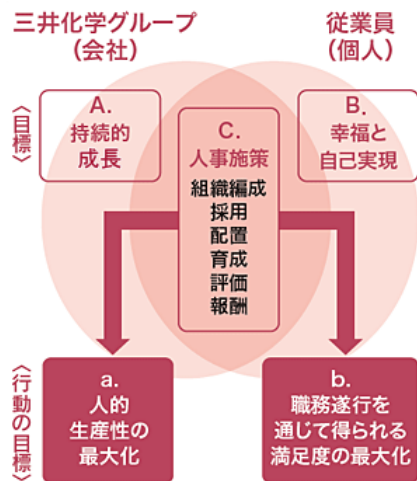 三井化学グループ
（会社）
従業員
（個人）
〈目標〉
A.
持続的
成長
B.
幸福と
自己実現
C.
人事施策
組織編成
採用
配置
育成
評価
報酬
〈行動の目標〉
a.
人的
生産性の
最大化
b.
職務遂行を
通じて得られる
満足度の最大化